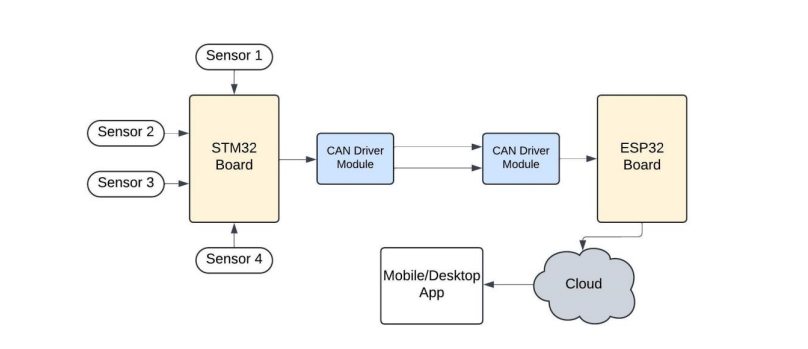 Sensor 1
Sensor 2
Sensor 3
Sensor 4
STM32
Board
CAN Driver
Module
CAN Driver
Module
ESP32
Board
Cloud
Mobile/Desktop
App